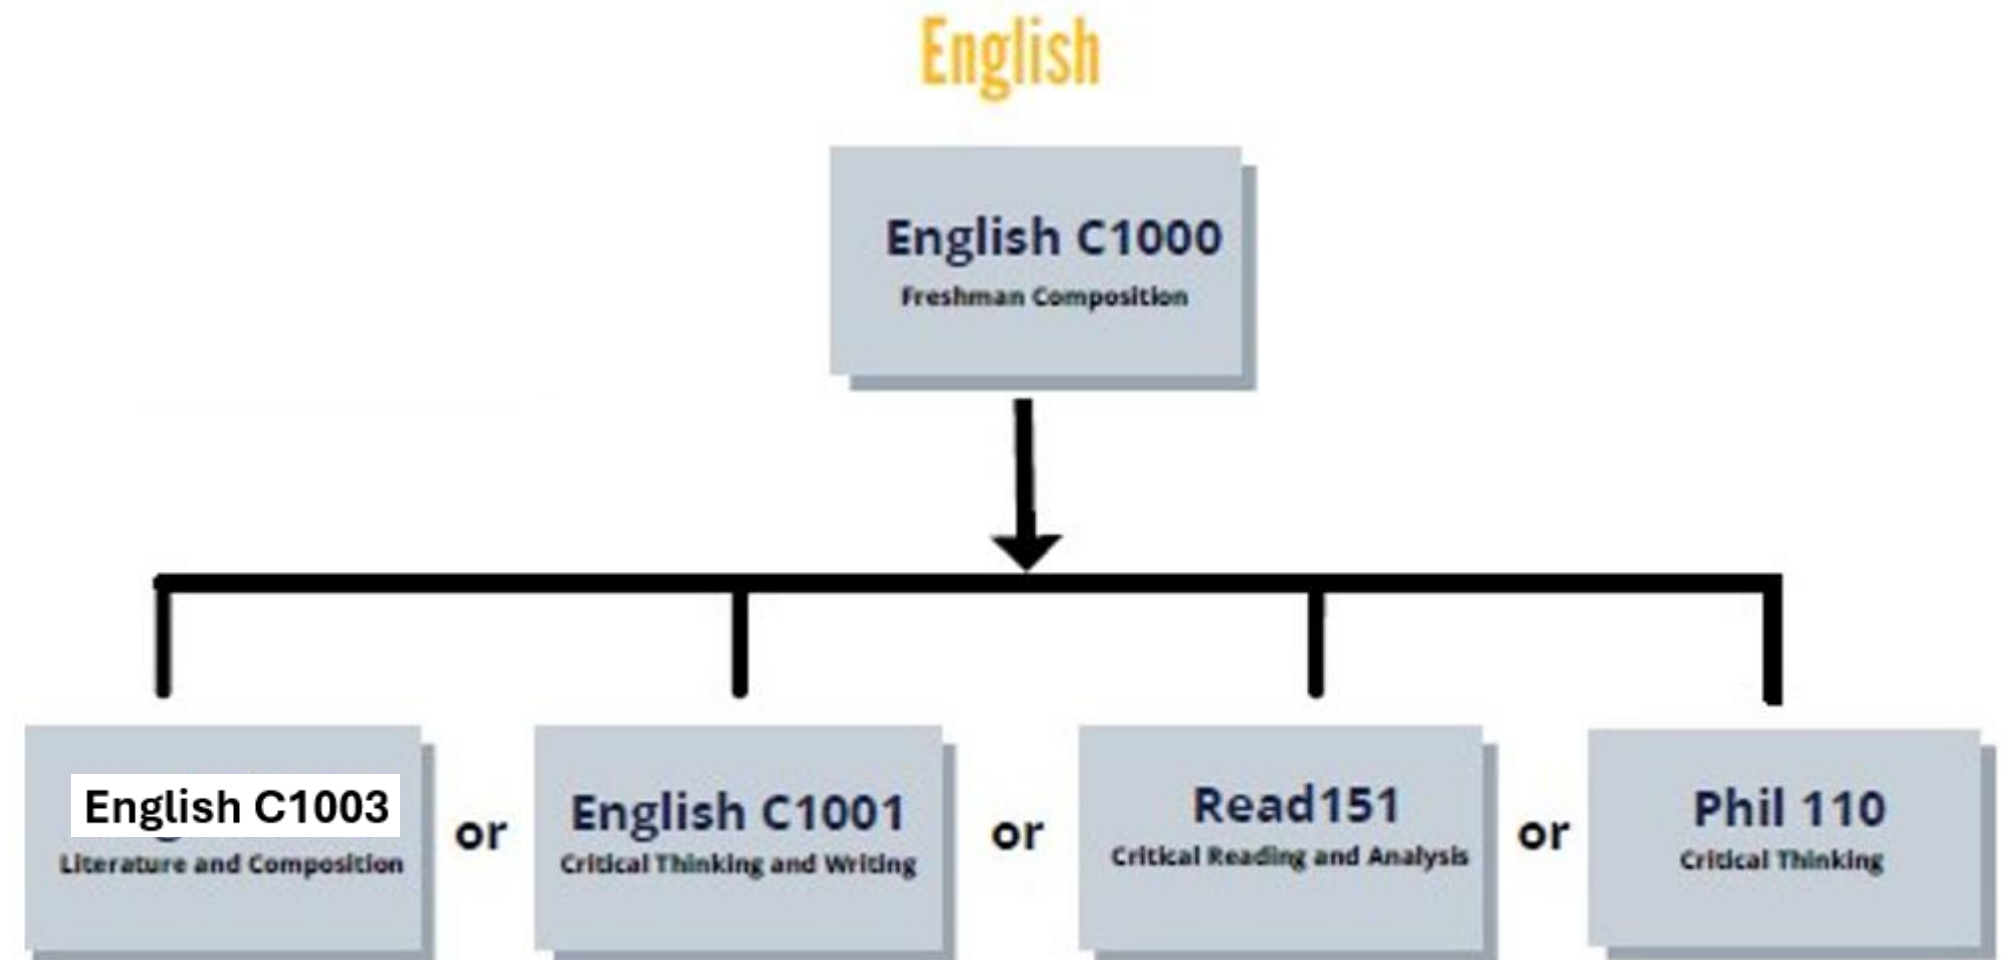 English
English C1000
Freshman Composition
English C1003
Literature and Composition
or
English C1001
Critical Thinking and Writing
or
Read151
Critical Reading and Analysis
or
Phil 110
Critical Thinking